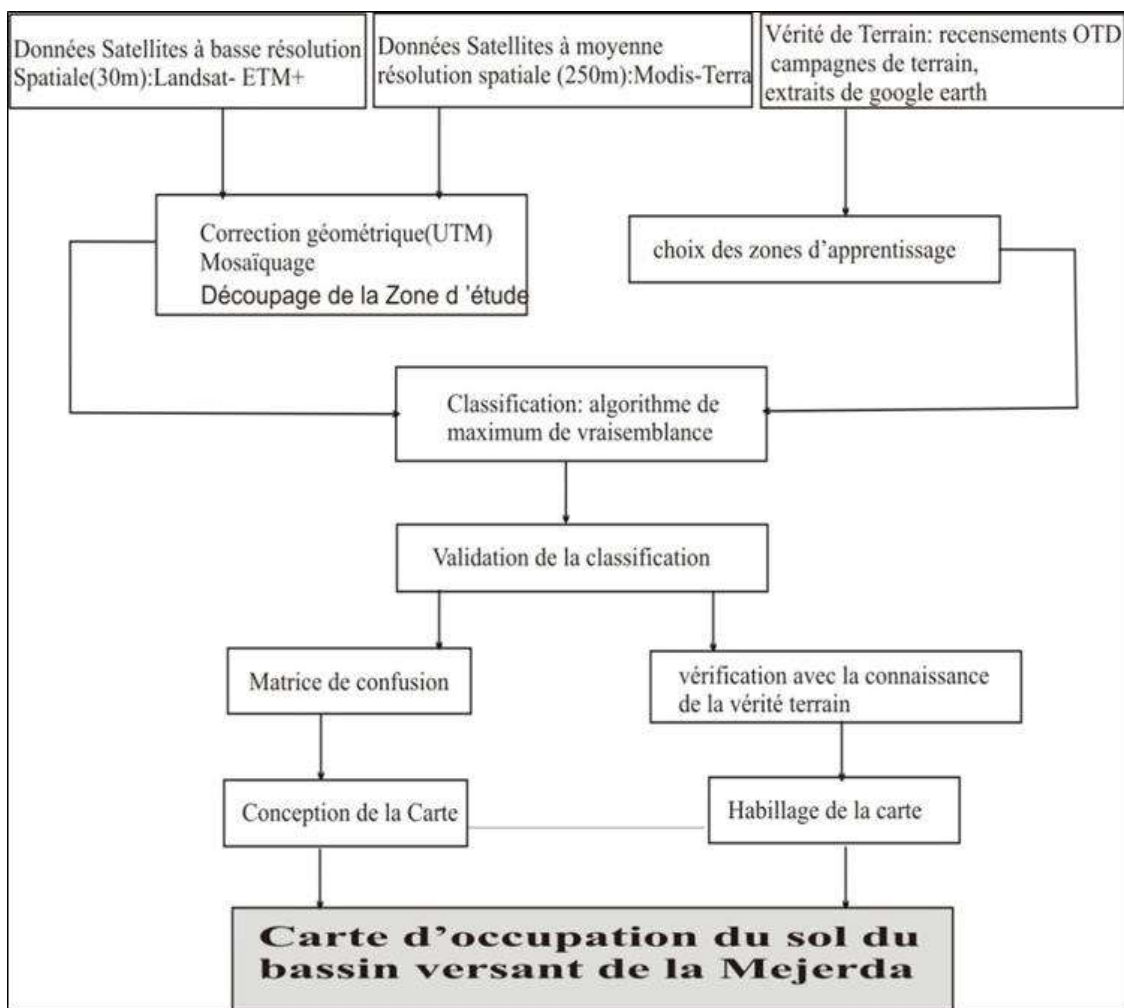 Données Satellites à basse résolution
Spatiale(30m):Landsat- ETM+
Données Satellites à moyenne
résolution spatiale (250m):Modis-Terra
Vérité de Terrain: recensements OTD
campagnes de terrain,
extraits de google earth
Correction géométrique(UTM)
Mosaïquage
Découpage de la Zone d ’étude
choix des zones d’apprentissage
Classification: algorithme de
maximum de vraisemblance
Validation de la classification
Matrice de confusion
vérification avec la connaissance
de la vérité terrain
Conception de la Carte
Habillage de la carte
Carte d’occupation du sol du
bassin versant de la Mejerda